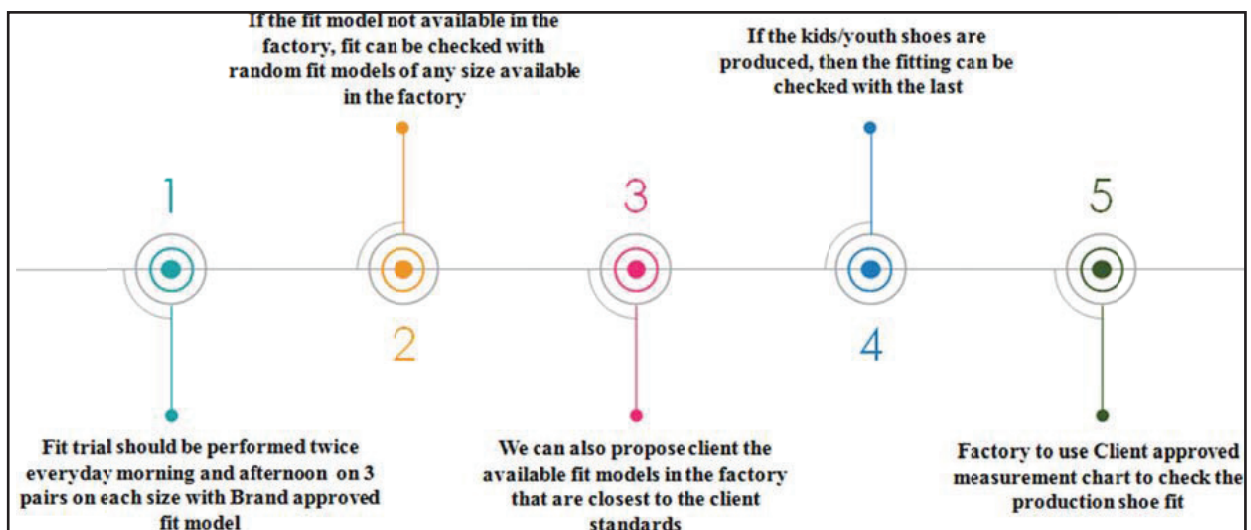 If the fit model not available in the
factory, fit can be checked with
random fit models of any size available
in the factory
If the kids/youth shoes are
produced, then the fitting can be
checked with the last
1
3
5
2
4
Fit trial should be performed twice
everyday morning and afternoon on 3
pairs on each size with Brand approved
fit model
We can also propose client the
available fit models in the factory
that are closest to the client
standards
Factory to use Client approved
measurement chart to check the
production shoe fit